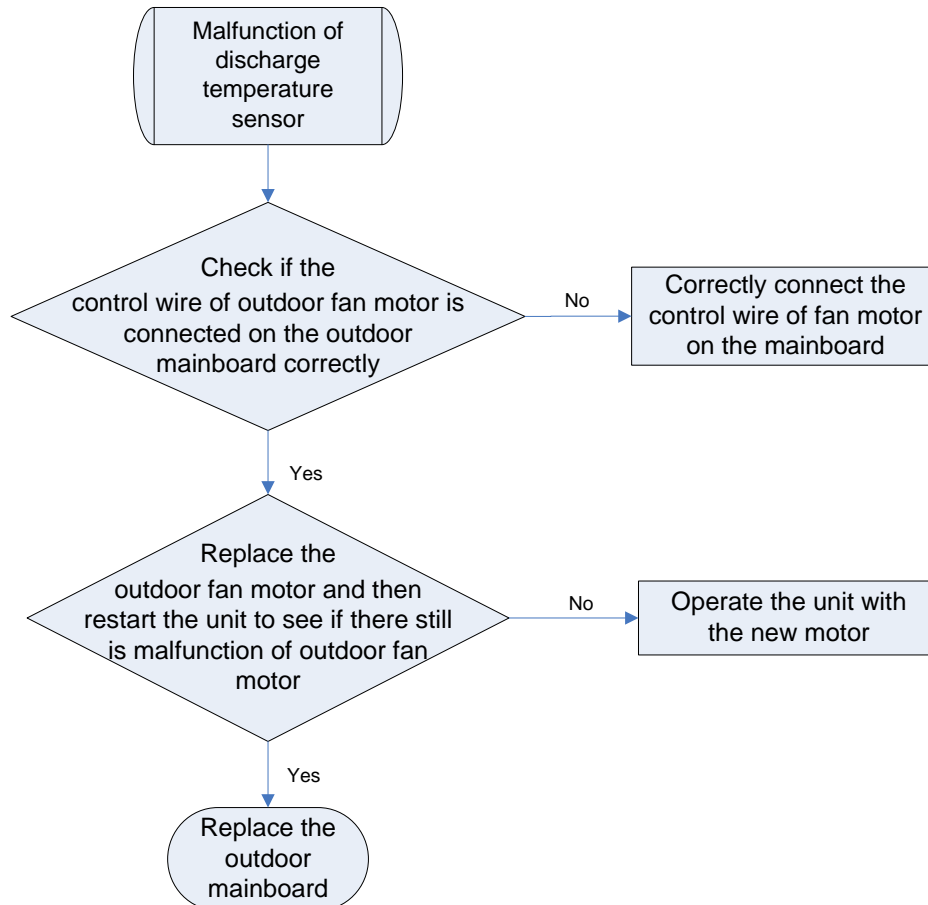 Malfunction of
discharge
temperature
sensor
Check if the
control wire of outdoor fan motor is
connected on the outdoor
mainboard correctly
No
Correctly connect the
control wire of fan motor
on the mainboard
Yes
Replace the
outdoor fan motor and then
restart the unit to see if there still
is malfunction of outdoor fan
motor
No
Operate the unit with
the new motor
Yes
Replace the
outdoor
mainboard